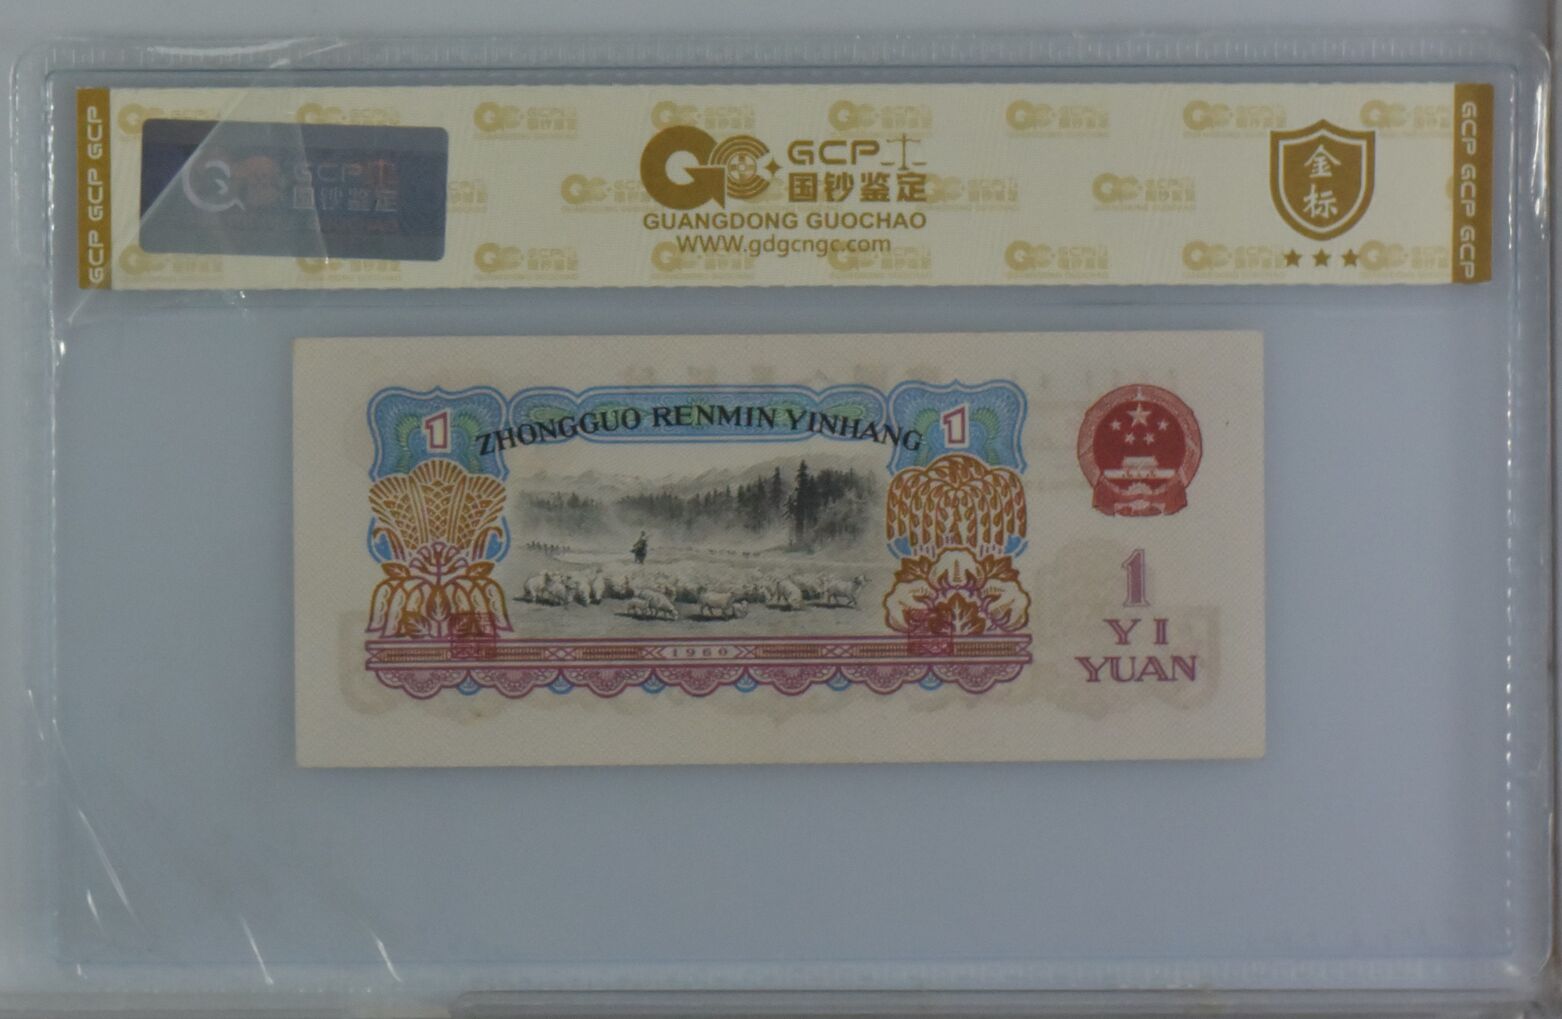 GCP GCP GCP
GCP
国钞鉴定
GCP
国钞鉴定
GUANGDONG GUOCHAO
WWW.gdgcngc.com
金标
GCP GCP GCP
1
ZHONGGUO RENMIN YINHANG
1
1
YI
YUAN
1960